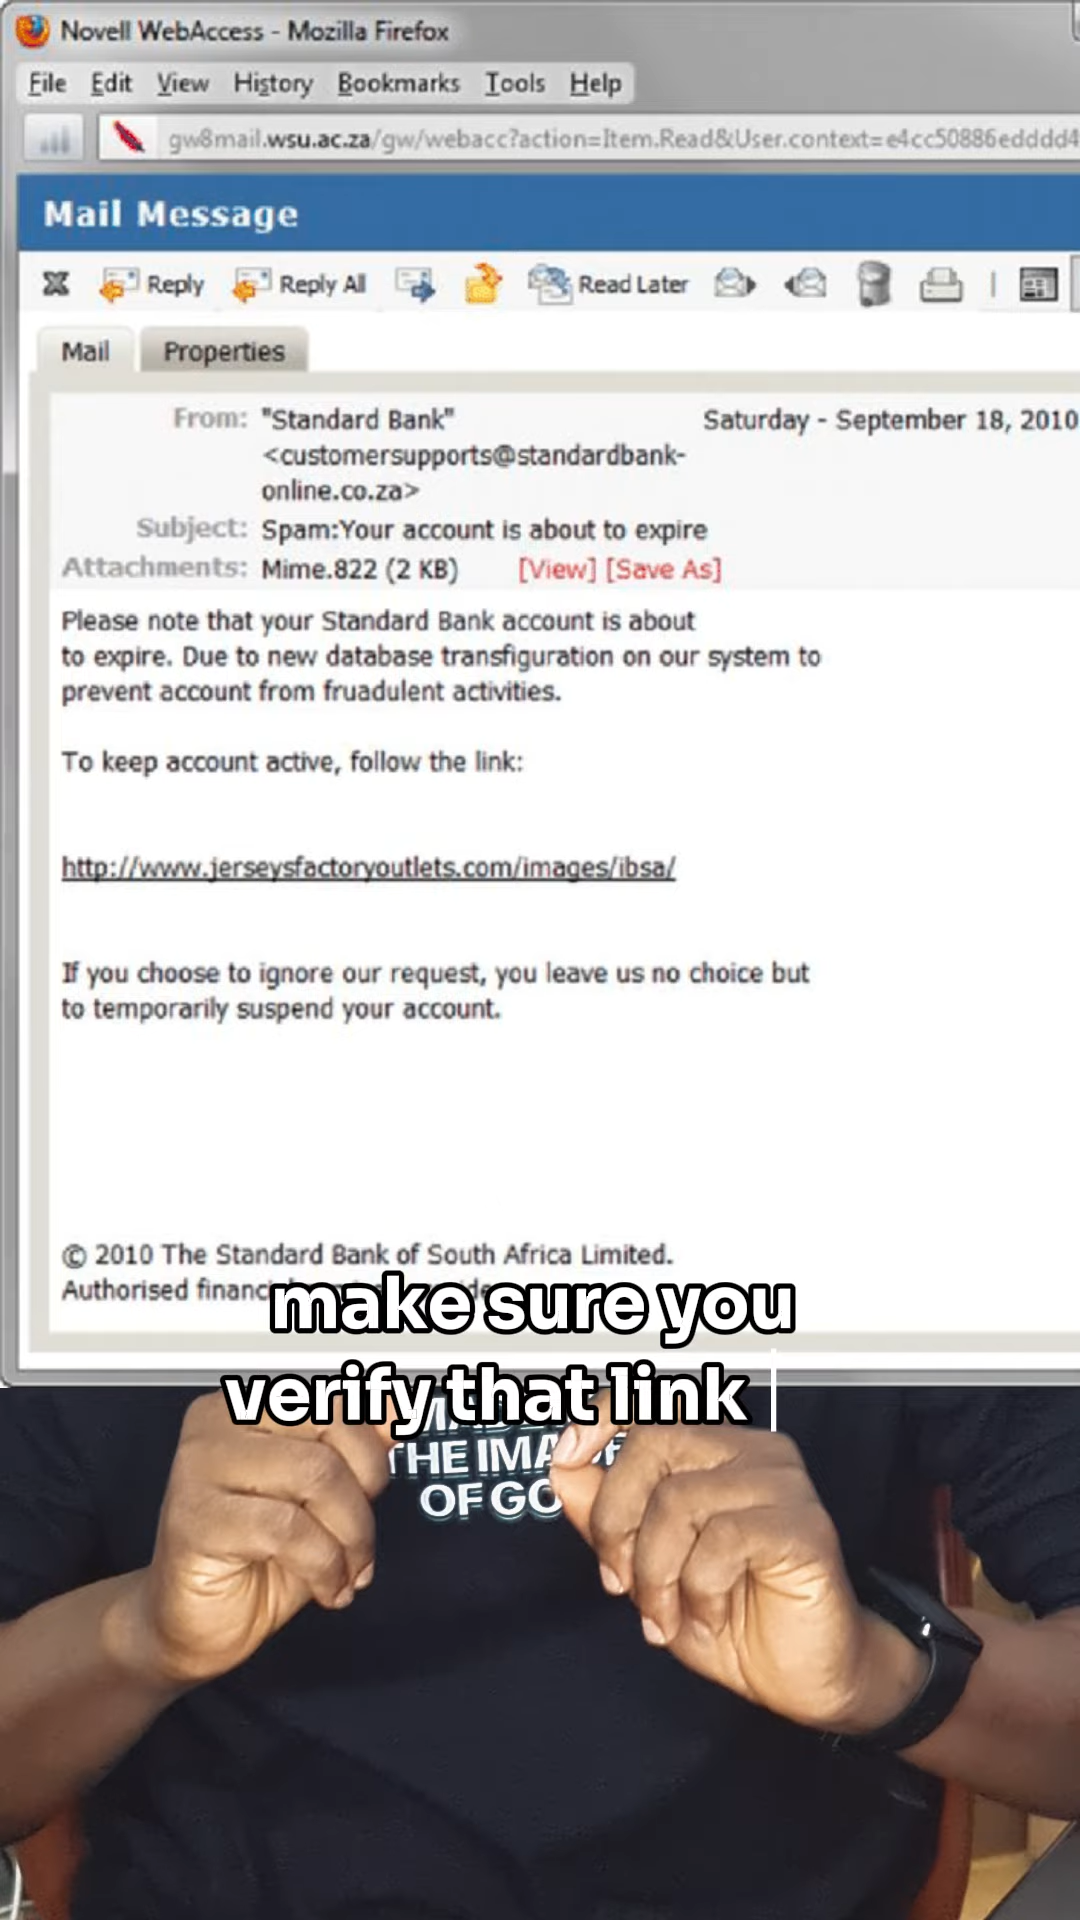 Novell WebAccess - Mozilla Firefox
File Edit View History Bookmarks Tools Help
gw8mail.wsu.ac.za/gw/webacc?action=Item.Read&User.context=e4cc50886edddd4
Mail Message
Reply Reply All Read Later
Mail Properties
From: "Standard Bank" Saturday - September 18, 2010
<customersupports@standardbank-
online.co.za>
Subject: Spam:Your account is about to expire
Attachments: Mime.822 (2 KB) [View] [Save As]
Please note that your Standard Bank account is about
to expire. Due to new database transfiguration on our system to
prevent account from fruadulent activities.
To keep account active, follow the link:
http://www.jerseysfactoryoutlets.com/images/ibsa/
If you choose to ignore our request, you leave us no choice but
to temporarily suspend your account.
© 2010 The Standard Bank of South Africa Limited.
Authorised
make sure you
verify that link
THE
OF